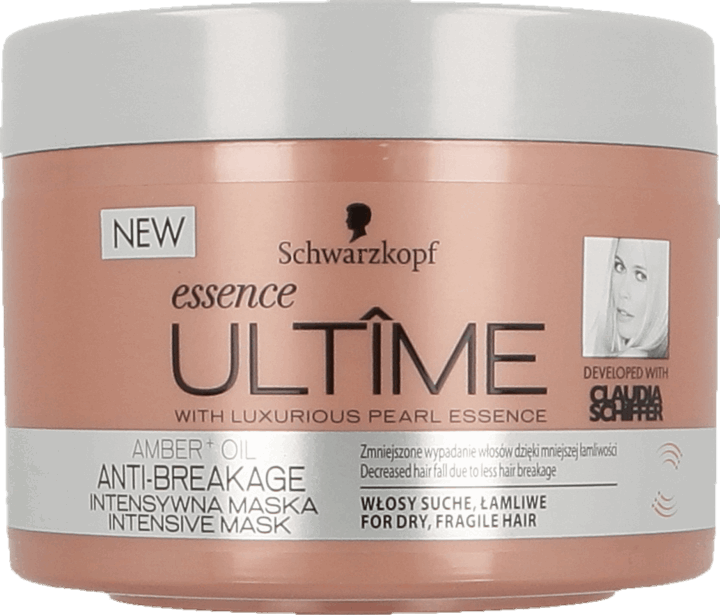 NEW
Schwarzkopf
essence
ULTÎME
WITH LUXURIOUS PEARL ESSENCE
DEVELOPED WITH
CLAUDIA
SCHIFFER
AMBER+ OIL
ANTI-BREAKAGE
INTENSYWNA MASKA
INTENSIVE MASK
Zmniejszone wypadanie włosów dzięki mniejszej łamliwości
Decreased hair fall due to less hair breakage
WŁOSY SUCHE, ŁAMLIWE
FOR DRY, FRAGILE HAIR